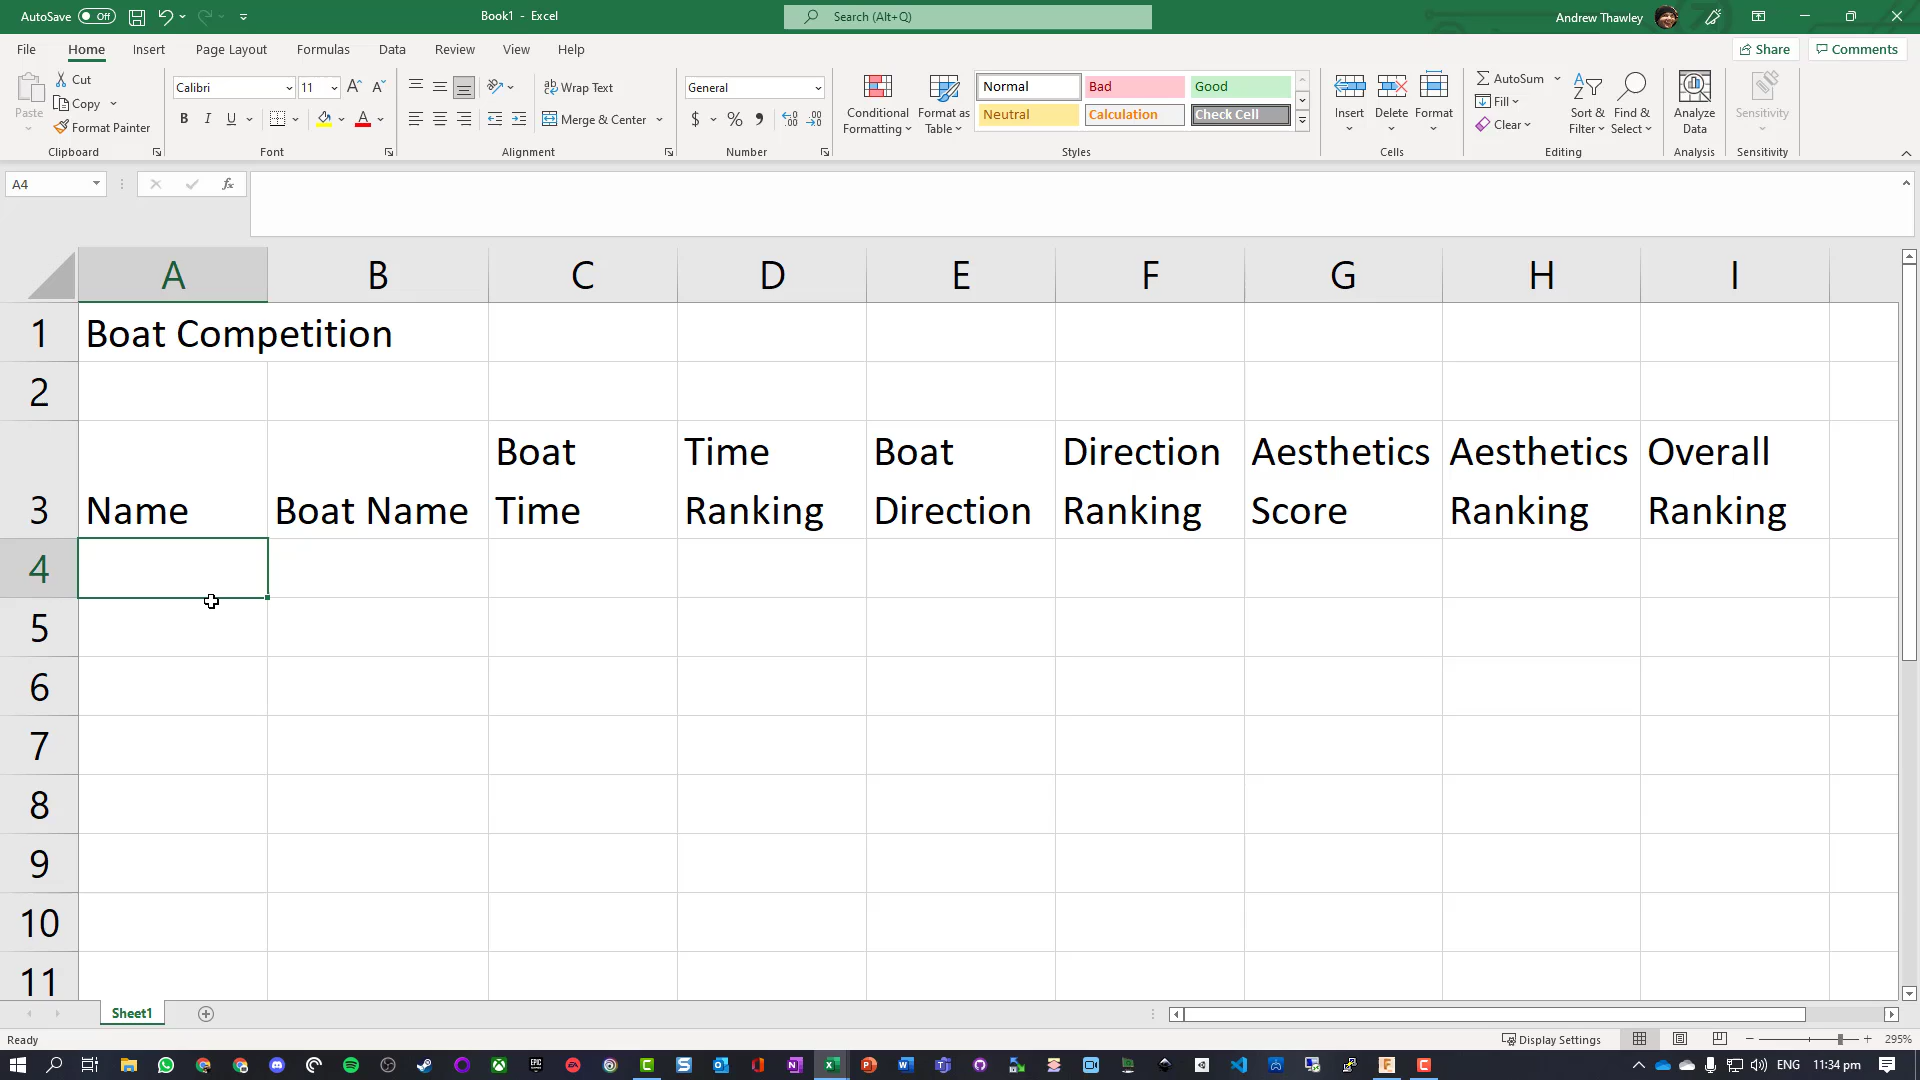 AutoSave Off Book1 - Excel Search (Alt+Q) Andrew Thawley
File Home Insert Page Layout Formulas Data Review View Help Share Comments
Paste Cut Copy Format Painter Clipboard
Calibri 11 B I U A A A Font
Wrap Text Merge & Center Alignment
General $ % Number
Conditional Formatting Format as Table
Normal Bad Good
Neutral Calculation Check Cell
Styles
Insert Delete Format Cells
AutoSum Fill Clear Sort & Filter Find & Select Editing
Analyze Data Analysis
Sensitivity Sensitivity
A4 fx
A B C D E F G H I
1 Boat Competition
2
3 Name Boat Name Boat Time Time Ranking Boat Direction Direction Ranking Aesthetics Score Aesthetics Ranking Overall Ranking
4
5
6
7
8
9
10
11
Sheet1
Ready Display Settings 295%
ENG 11:34 pm